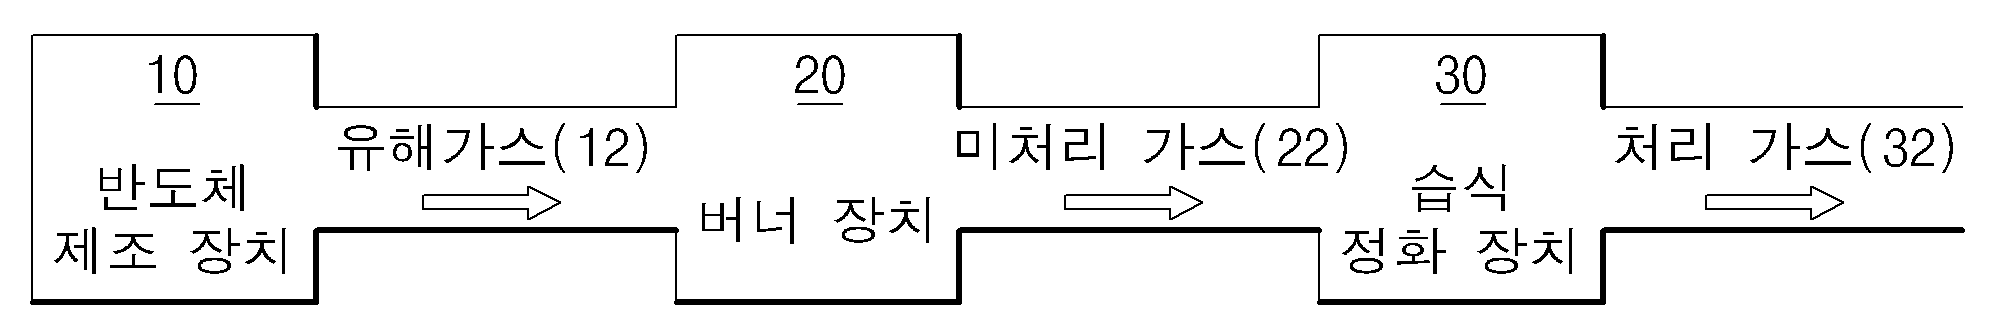 10
반도체
제조 장치
유해가스(12)
20
버너 장치
미처리 가스(22)
30
습식
정화 장치
처리 가스(32)